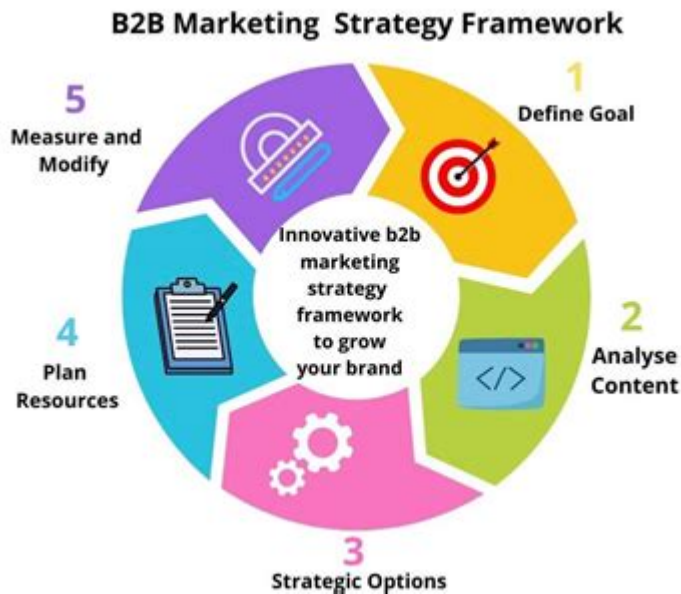 B2B Marketing Strategy Framework
1
Define Goal
2
Analyse
Content
3
Strategic Options
4
Plan
Resources
5
Measure and
Modify
Innovative b2b
marketing
strategy
framework
to grow
your brand
</>